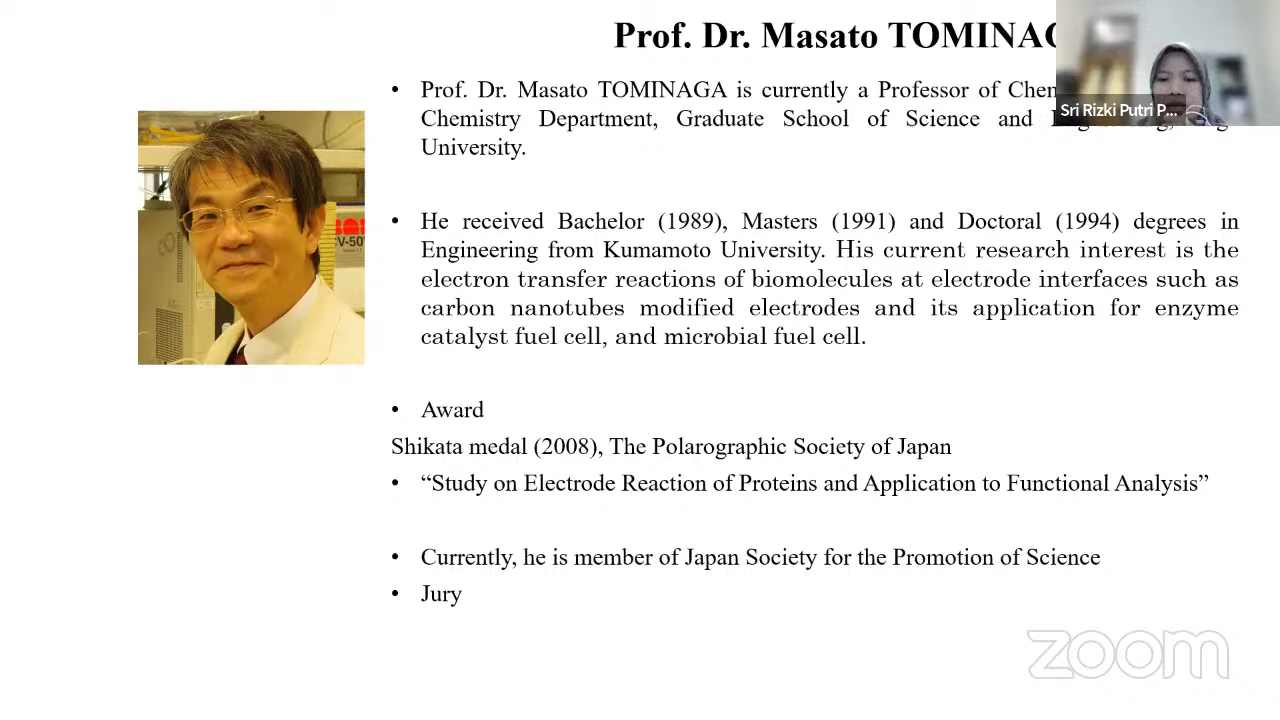 Prof. Dr. Masato TOMINAG
Sri Rizki Putri P...
• Prof. Dr. Masato TOMINAGA is currently a Professor of Chem
Chemistry Department, Graduate School of Science and
University.
• He received Bachelor (1989), Masters (1991) and Doctoral (1994) degrees in
Engineering from Kumamoto University. His current research interest is the
electron transfer reactions of biomolecules at electrode interfaces such as
carbon nanotubes modified electrodes and its application for enzyme
catalyst fuel cell, and microbial fuel cell.
• Award
Shikata medal (2008), The Polarographic Society of Japan
• “Study on Electrode Reaction of Proteins and Application to Functional Analysis”
• Currently, he is member of Japan Society for the Promotion of Science
• Jury
zoom